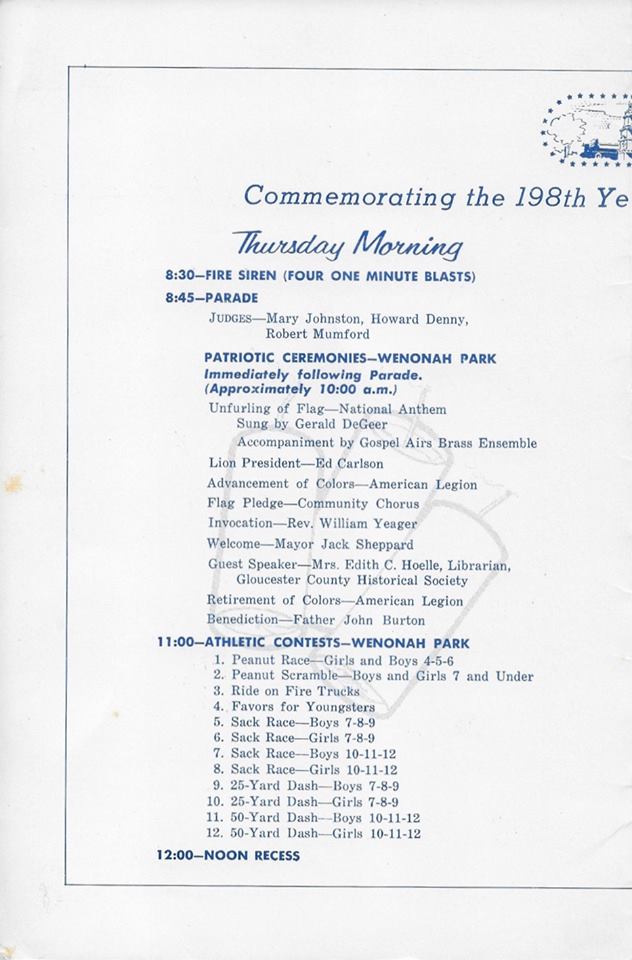 Commemorating the 198th Ye
Thursday Morning
8:30—FIRE SIREN (FOUR ONE MINUTE BLASTS)
8:45—PARADE
JUDGES—Mary Johnston, Howard Denny,
Robert Mumford
PATRIOTIC CEREMONIES—WENONAH PARK
Immediately following Parade.
(Approximately 10:00 a.m.)
Unfurling of Flag—National Anthem
Sung by Gerald DeGeer
Accompaniment by Gospel Airs Brass Ensemble
Lion President—Ed Carlson
Advancement of Colors—American Legion
Flag Pledge—Community Chorus
Invocation—Rev. William Yeager
Welcome—Mayor Jack Sheppard
Guest Speaker—Mrs. Edith C. Hoelle, Librarian,
Gloucester County Historical Society
Retirement of Colors—American Legion
Benediction—Father John Burton
11:00—ATHLETIC CONTESTS—WENONAH PARK
1. Peanut Race—Girls and Boys 4-5-6
2. Peanut Scramble—Boys and Girls 7 and Under
3. Ride on Fire Trucks
4. Favors for Youngsters
5. Sack Race—Boys 7-8-9
6. Sack Race—Girls 7-8-9
7. Sack Race—Boys 10-11-12
8. Sack Race—Girls 10-11-12
9. 25-Yard Dash—Boys 7-8-9
10. 25-Yard Dash—Girls 7-8-9
11. 50-Yard Dash—Boys 10-11-12
12. 50-Yard Dash—Girls 10-11-12
12:00—NOON RECESS